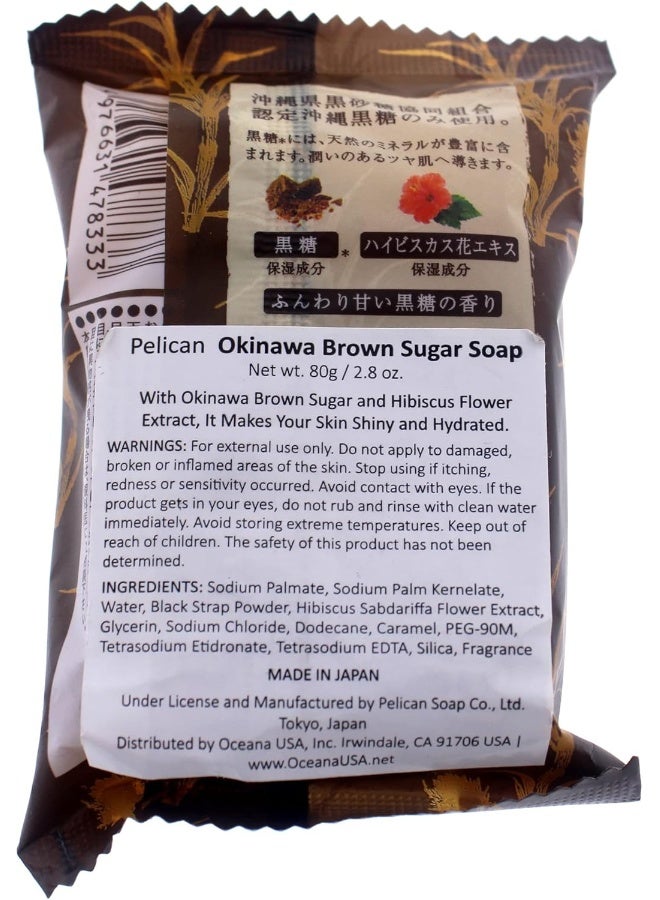 沖縄県黒砂糖協同組合
認定沖縄黒糖のみ使用。
黒糖*には、天然のミネラルが豊富に含
まれます。潤いのあるツヤ肌へ導きます。
黒糖 * ハイビスカス花エキス
保湿成分 保湿成分
ふんわり甘い黒糖の香り
4976631478333
Pelican Okinawa Brown Sugar Soap
Net wt. 80g / 2.8 oz.
With Okinawa Brown Sugar and Hibiscus Flower
Extract, It Makes Your Skin Shiny and Hydrated.
WARNINGS: For external use only. Do not apply to damaged,
broken or inflamed areas of the skin. Stop using if itching,
redness or sensitivity occurred. Avoid contact with eyes. If the
product gets in your eyes, do not rub and rinse with clean water
immediately. Avoid storing extreme temperatures. Keep out of
reach of children. The safety of this product has not been
determined.
INGREDIENTS: Sodium Palmate, Sodium Palm Kernelate,
Water, Black Strap Powder, Hibiscus Sabdariffa Flower Extract,
Glycerin, Sodium Chloride, Dodecane, Caramel, PEG-90M,
Tetrasodium Etidronate, Tetrasodium EDTA, Silica, Fragrance
MADE IN JAPAN
Under License and Manufactured by Pelican Soap Co., Ltd.
Tokyo, Japan
Distributed by Oceana USA, Inc. Irwindale, CA 91706 USA |
www.OceanaUSA.net